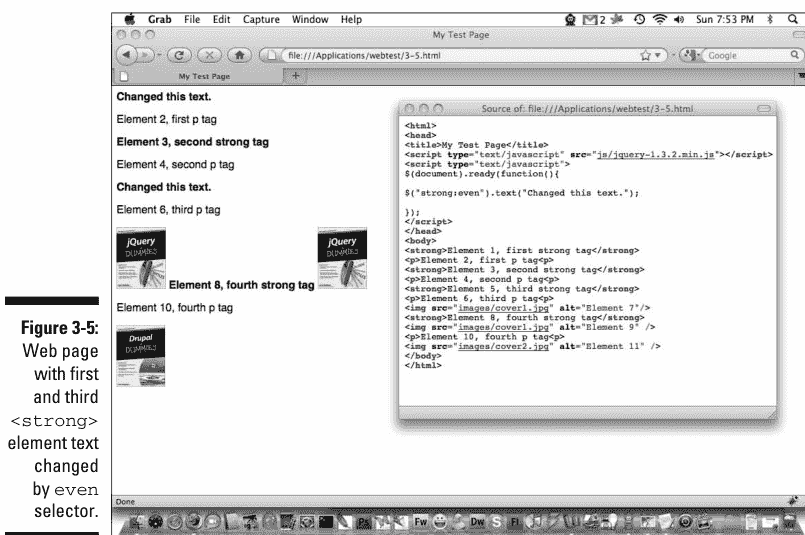 Grab File Edit Capture Window Help
2
Sun 7:53 PM
My Test Page
file:///Applications/webtest/3-5.html
Google
My Test Page
+
Changed this text.
Element 2, first p tag
Element 3, second strong tag
Element 4, second p tag
Changed this text.
Element 6, third p tag
jQuery
DUMMIES
Element 8, fourth strong tag
jQuery
DUMMIES
Element 10, fourth p tag
Drupal
DUMMIES
Done
Source of: file:///Applications/webtest/3-5.html
<html>
<head>
<title>My Test Page</title>
<script type="text/javascript" src="js/jquery-1.3.2.min.js"></script>
<script type="text/javascript">
$(document).ready(function(){
$("strong:even").text("Changed this text.");
});
</script>
</head>
<body>
<strong>Element 1, first strong tag</strong>
<p>Element 2, first p tag<p>
<strong>Element 3, second strong tag</strong>
<p>Element 4, second p tag<p>
<strong>Element 5, third strong tag</strong>
<p>Element 6, third p tag<p>
<img src="images/cover1.jpg" alt="Element 7"/>
<strong>Element 8, fourth strong tag</strong>
<img src="images/cover1.jpg" alt="Element 9" />
<p>Element 10, fourth p tag<p>
<img src="images/cover2.jpg" alt="Element 11" />
</body>
</html>
Ps
Fw
Dw
S
Fl
Figure 3-5:
Web page
with first
and third
<strong>
element text
changed
by even
selector.